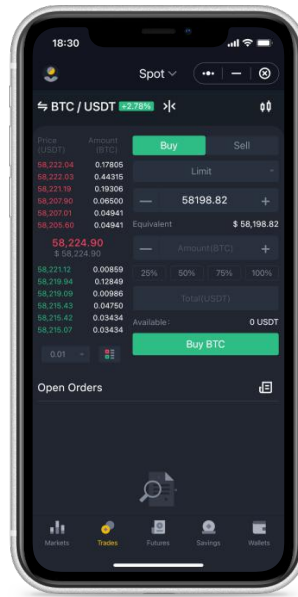 18:30
Spot
BTC / USDT +2.78%
Price (USDT) Amount (BTC)
Buy Sell
58,222.04 0.17805
58,222.03 0.44315
58,221.19 0.19306
58,207.90 0.06500
58,207.01 0.04941
58,205.60 0.04941
Limit
58198.82
Equivalent $ 58,198.82
58,224.90
$ 58,224.90
Amount(BTC)
25% 50% 75% 100%
58,221.12 0.00859
58,219.94 0.12849
58,219.09 0.00986
58,215.43 0.04750
58,215.42 0.03434
58,215.07 0.03434
Total(USDT)
Available: 0 USDT
0.01
Buy BTC
Open Orders
Markets Trades Futures Savings Wallets